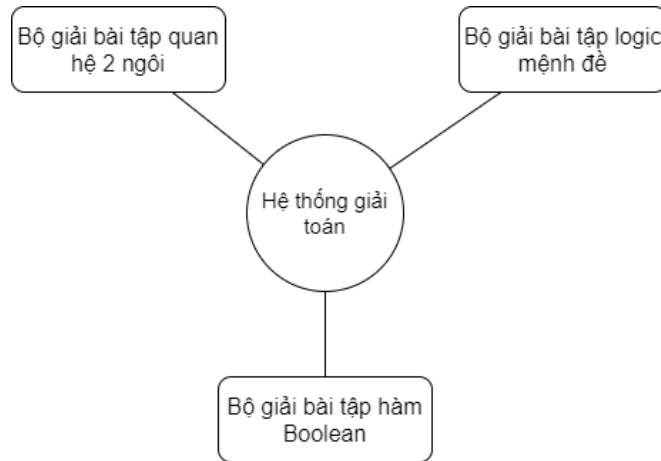 Bộ giải bài tập quan
hệ 2 ngôi
Bộ giải bài tập logic
mệnh đề
Hệ thống giải
toán
Bộ giải bài tập hàm
Boolean